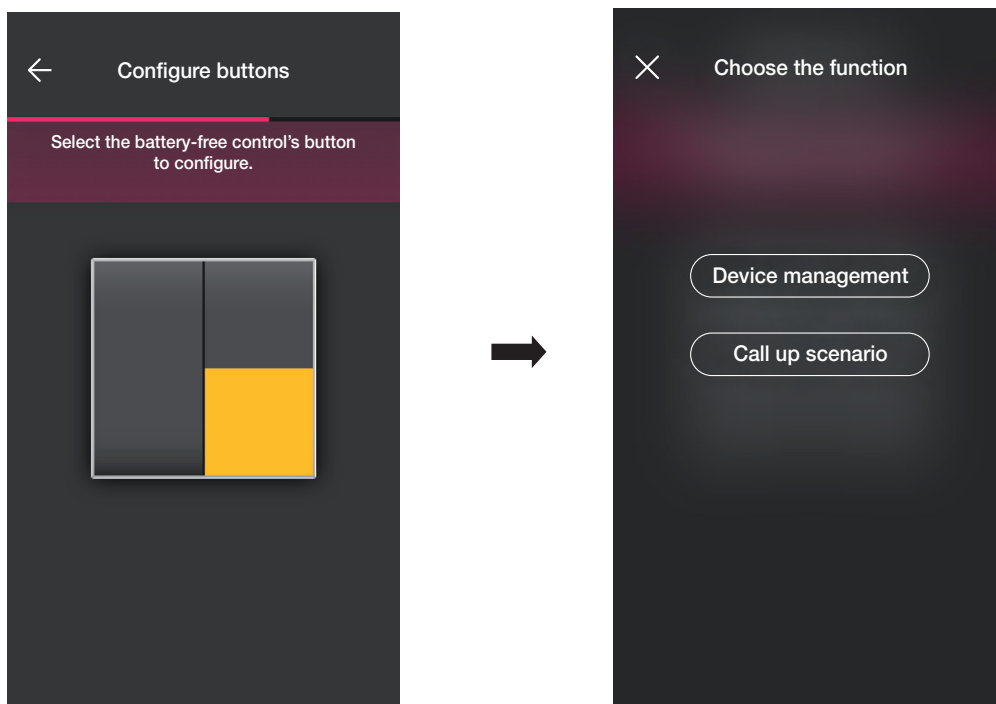 Configure buttons
Select the battery-free control's button
to configure.
Choose the function
Device management
Call up scenario